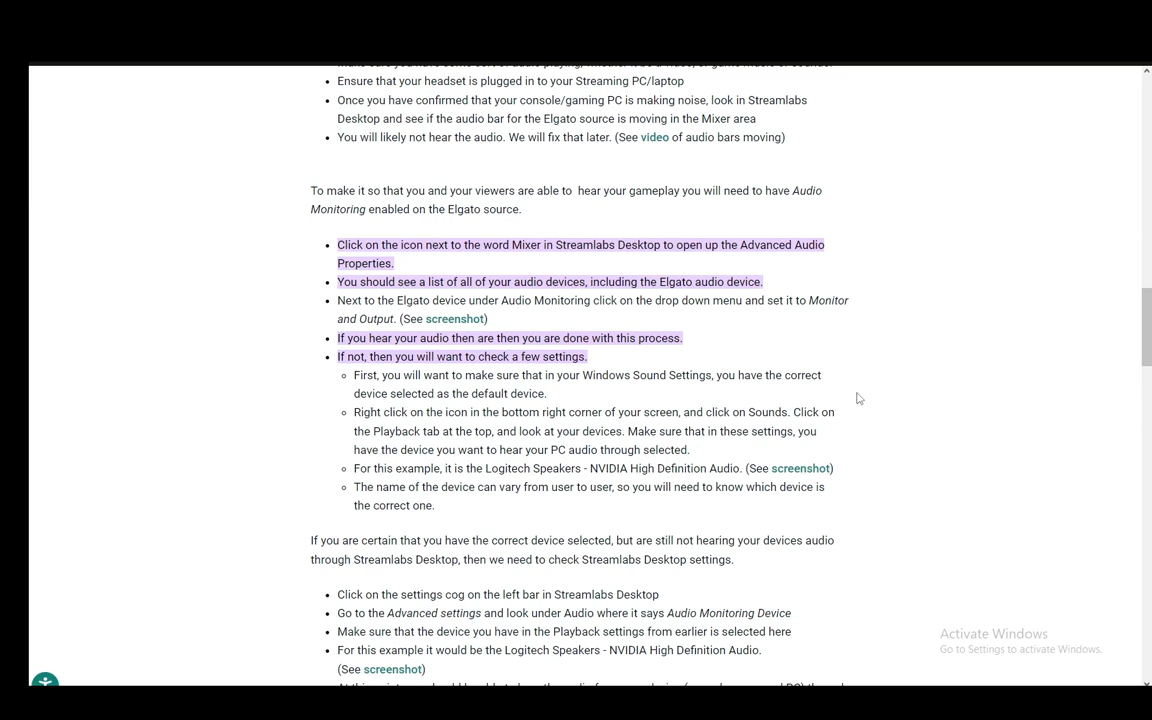 Ensure that your headset is plugged in to your Streaming PC/laptop
Once you have confirmed that your console/gaming PC is making noise, look in Streamlabs
Desktop and see if the audio bar for the Elgato source is moving in the Mixer area
You will likely not hear the audio. We will fix that later. (See video of audio bars moving)
To make it so that you and your viewers are able to  hear your gameplay you will need to have Audio
Monitoring enabled on the Elgato source.
Click on the icon next to the word Mixer in Streamlabs Desktop to open up the Advanced Audio
Properties.
You should see a list of all of your audio devices, including the Elgato audio device.
Next to the Elgato device under Audio Monitoring click on the drop down menu and set it to Monitor
and Output. (See screenshot)
If you hear your audio then are then you are done with this process.
If not, then you will want to check a few settings.
First, you will want to make sure that in your Windows Sound Settings, you have the correct
device selected as the default device.
Right click on the icon in the bottom right corner of your screen, and click on Sounds. Click on
the Playback tab at the top, and look at your devices. Make sure that in these settings, you
have the device you want to hear your PC audio through selected.
For this example, it is the Logitech Speakers - NVIDIA High Definition Audio. (See screenshot)
The name of the device can vary from user to user, so you will need to know which device is
the correct one.
If you are certain that you have the correct device selected, but are still not hearing your devices audio
through Streamlabs Desktop, then we need to check Streamlabs Desktop settings.
Click on the settings cog on the left bar in Streamlabs Desktop
Go to the Advanced settings and look under Audio where it says Audio Monitoring Device
Make sure that the device you have in the Playback settings from earlier is selected here
For this example it would be the Logitech Speakers - NVIDIA High Definition Audio.
(See screenshot)
Activate Windows
Go to Settings to activate Windows.